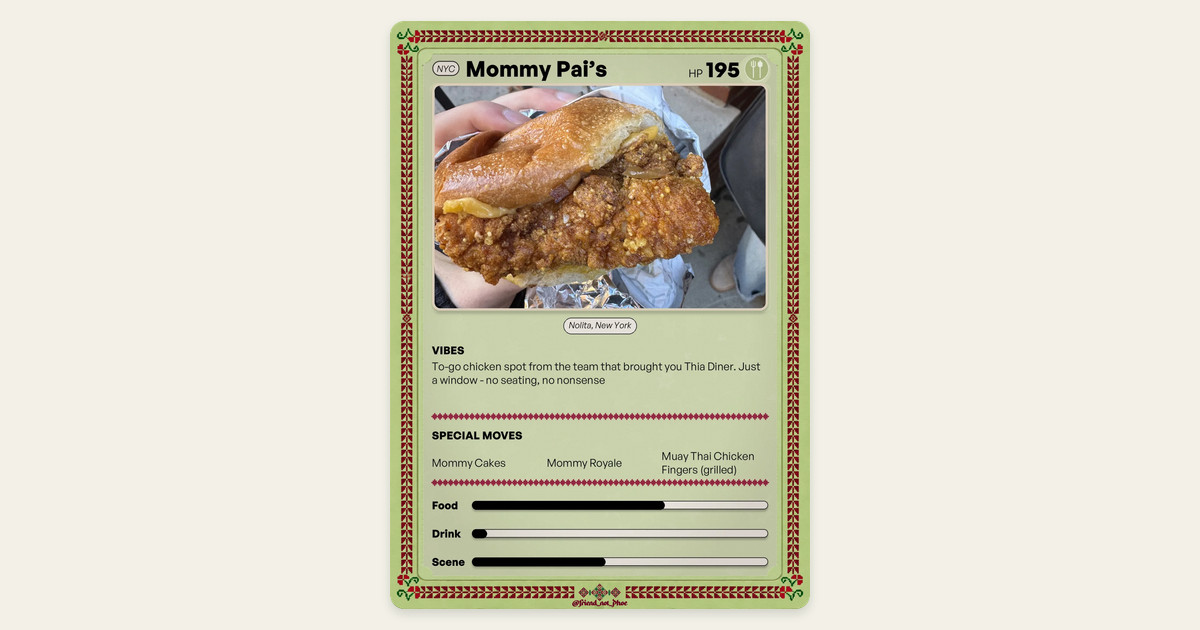 NYC Mommy Pai's HP 195
Nolita, New York
VIBES
To-go chicken spot from the team that brought you Thia Diner. Just
a window - no seating, no nonsense
SPECIAL MOVES
Mommy Cakes
Mommy Royale
Muay Thai Chicken
Fingers (grilled)
Food
Drink
Scene
@friend_not_phoe